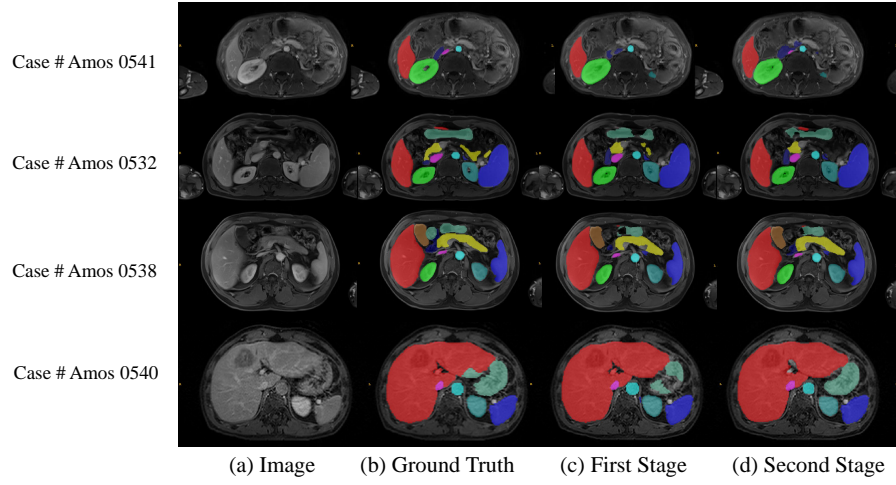 Case # Amos 0541
Case # Amos 0532
Case # Amos 0538
Case # Amos 0540
(a) Image (b) Ground Truth (c) First Stage (d) Second Stage